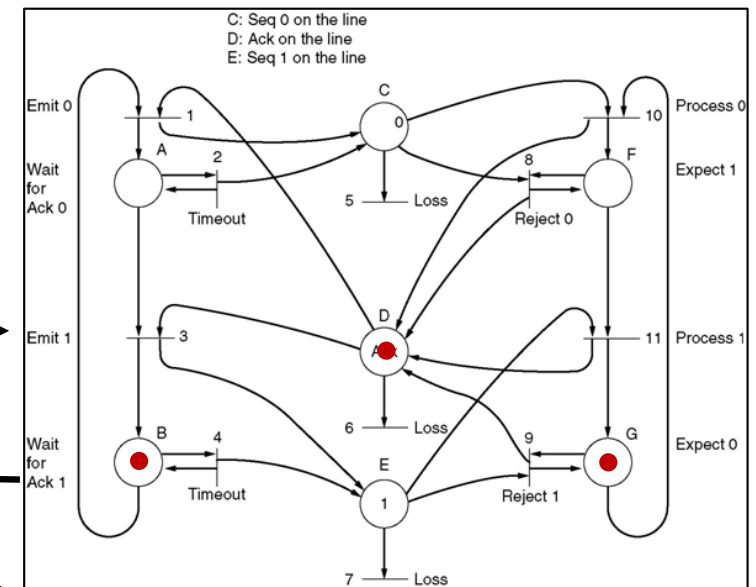 C: Seq 0 on the line
D: Ack on the line
E: Seq 1 on the line
C
Emit 0
1
0
10
Process 0
A
2
8
F
Wait
for
Ack 0
Expect 1
5
Loss
Timeout
Reject 0
D
Emit 1
3
11
Process 1
6
Loss
B
4
9
G
Wait
for
Ack 1
E
Expect 0
Timeout
1
Reject 1
7
Loss